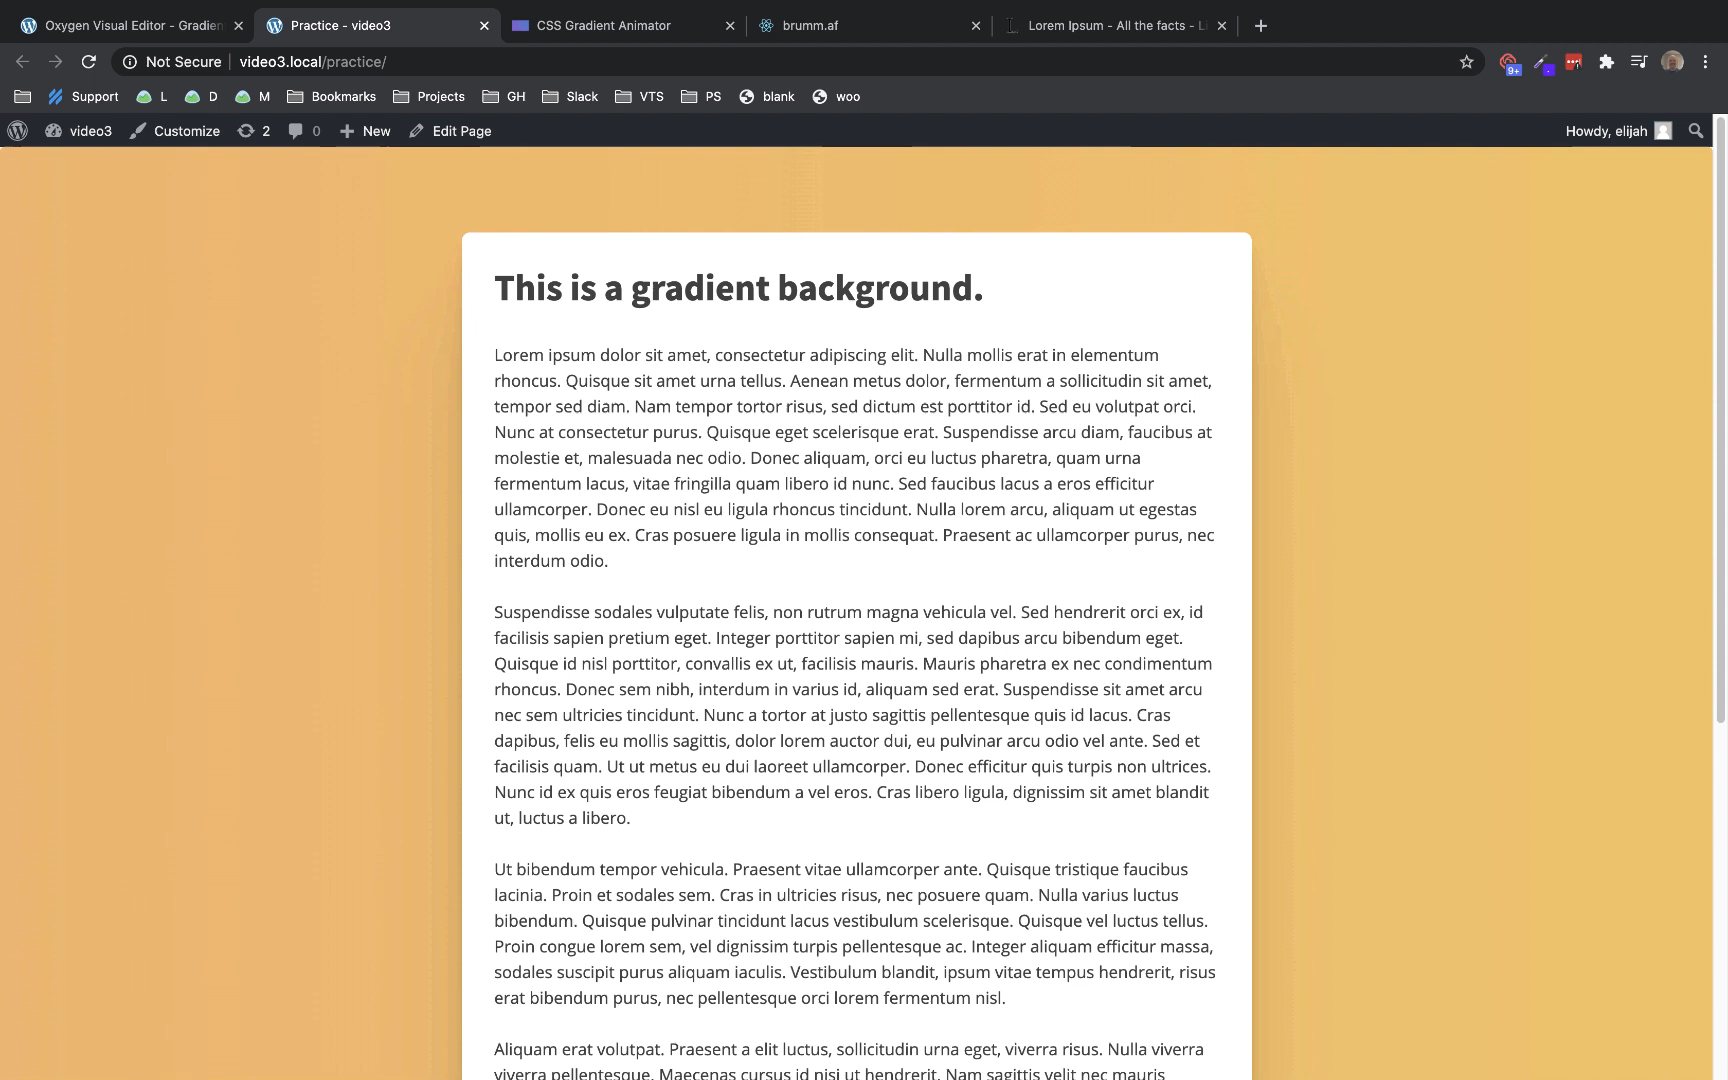 Oxygen Visual Editor - Gradien
Practice - video3
CSS Gradient Animator
brumm.af
Lorem Ipsum - All the facts - Li
Not Secure
video3.local/practice/
9+
Support
L
D
M
Bookmarks
Projects
GH
Slack
VTS
PS
blank
woo
video3
Customize
2
0
New
Edit Page
Howdy, elijah
This is a gradient background.
Lorem ipsum dolor sit amet, consectetur adipiscing elit. Nulla mollis erat in elementum
rhoncus. Quisque sit amet urna tellus. Aenean metus dolor, fermentum a sollicitudin sit amet,
tempor sed diam. Nam tempor tortor risus, sed dictum est porttitor id. Sed eu volutpat orci.
Nunc at consectetur purus. Quisque eget scelerisque erat. Suspendisse arcu diam, faucibus at
molestie et, malesuada nec odio. Donec aliquam, orci eu luctus pharetra, quam urna
fermentum lacus, vitae fringilla quam libero id nunc. Sed faucibus lacus a eros efficitur
ullamcorper. Donec eu nisl eu ligula rhoncus tincidunt. Nulla lorem arcu, aliquam ut egestas
quis, mollis eu ex. Cras posuere ligula in mollis consequat. Praesent ac ullamcorper purus, nec
interdum odio.
Suspendisse sodales vulputate felis, non rutrum magna vehicula vel. Sed hendrerit orci ex, id
facilisis sapien pretium eget. Integer porttitor sapien mi, sed dapibus arcu bibendum eget.
Quisque id nisl porttitor, convallis ex ut, facilisis mauris. Mauris pharetra ex nec condimentum
rhoncus. Donec sem nibh, interdum in varius id, aliquam sed erat. Suspendisse sit amet arcu
nec sem ultricies tincidunt. Nunc a tortor at justo sagittis pellentesque quis id lacus. Cras
dapibus, felis eu mollis sagittis, dolor lorem auctor dui, eu pulvinar arcu odio vel ante. Sed et
facilisis quam. Ut ut metus eu dui laoreet ullamcorper. Donec efficitur quis turpis non ultrices.
Nunc id ex quis eros feugiat bibendum a vel eros. Cras libero ligula, dignissim sit amet blandit
ut, luctus a libero.
Ut bibendum tempor vehicula. Praesent vitae ullamcorper ante. Quisque tristique faucibus
lacinia. Proin et sodales sem. Cras in ultricies risus, nec posuere quam. Nulla varius luctus
bibendum. Quisque pulvinar tincidunt lacus vestibulum scelerisque. Quisque vel luctus tellus.
Proin congue lorem sem, vel dignissim turpis pellentesque ac. Integer aliquam efficitur massa,
sodales suscipit purus aliquam iaculis. Vestibulum blandit, ipsum vitae tempus hendrerit, risus
erat bibendum purus, nec pellentesque orci lorem fermentum nisl.
Aliquam erat volutpat. Praesent a elit luctus, sollicitudin urna eget, viverra risus. Nulla viverra
viverra pellentesque. Maecenas cursus id nisi ut hendrerit. Nam sagittis velit nec mauris